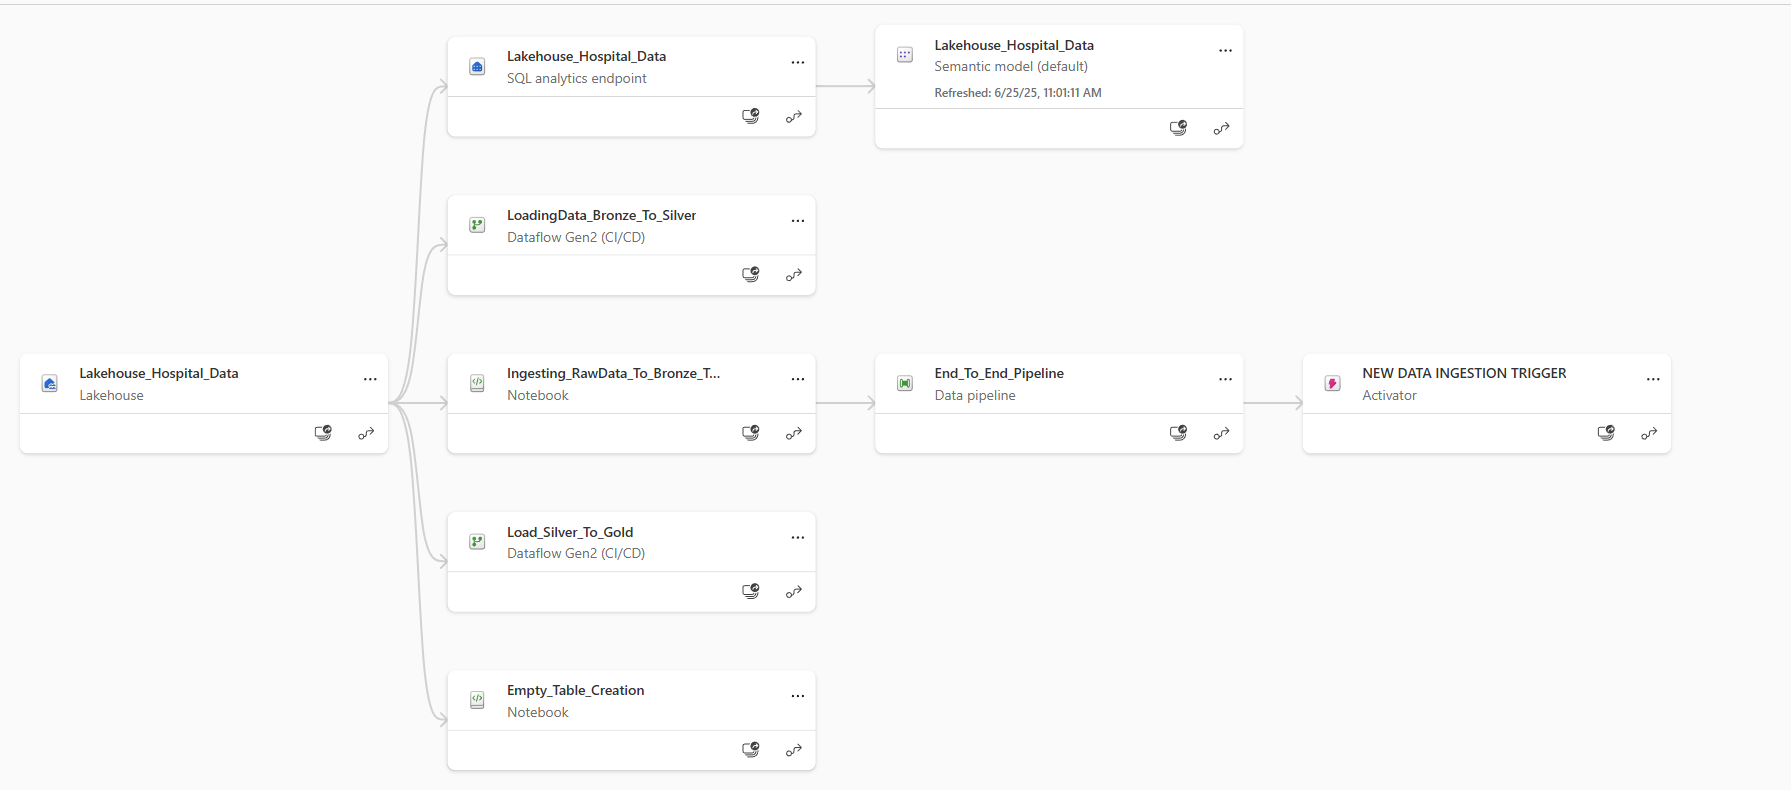 Lakehouse_Hospital_Data
SQL analytics endpoint
Lakehouse_Hospital_Data
Semantic model (default)
Refreshed: 6/25/25, 11:01:11 AM
LoadingData_Bronze_To_Silver
Dataflow Gen2 (CI/CD)
Lakehouse_Hospital_Data
Lakehouse
Ingesting_RawData_To_Bronze_T...
Notebook
End_To_End_Pipeline
Data pipeline
NEW DATA INGESTION TRIGGER
Activator
Load_Silver_To_Gold
Dataflow Gen2 (CI/CD)
Empty_Table_Creation
Notebook